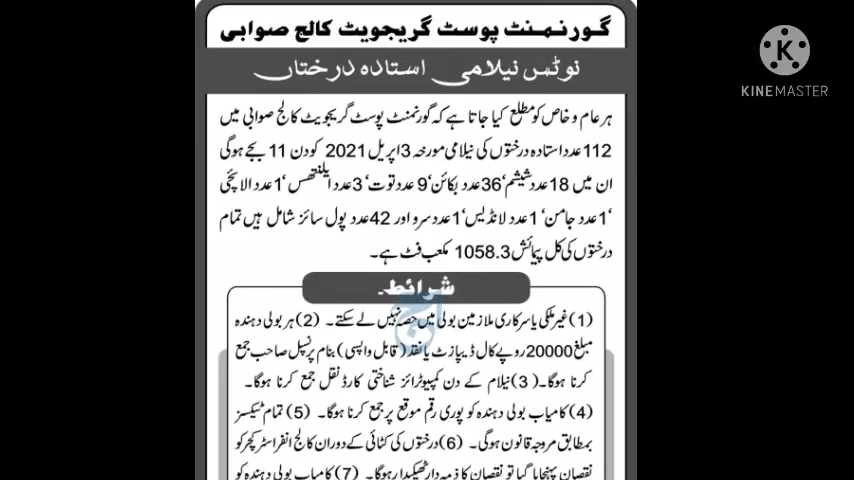 گورنمنٹ پوسٹ گریجویٹ کالج صوابی
نوٹس نیلامی استادہ درختاں
ہر عام و خاص کو مطلع کیا جاتا ہے کہ گورنمنٹ پوسٹ گریجویٹ کالج صوابی میں
112 عدد استادہ درختوں کی نیلامی مورخہ 3 اپریل 2021 کو دن 11 بجے ہوگی
ان میں 18 عدد شیشم، 36 عدد بکائن، 9 عدد توت، 3 عدد ایلنتھس، 1 عدد الائچی
، 1 عدد جامن، 1 عدد لانڈیس، 1 عدد سرو اور 42 عدد پول سائز شامل ہیں تمام
درختوں کی کل پیمائش 1058.3 مکعب فٹ ہے۔
شرائط۔
(1) غیر ملکی یا سرکاری ملازمین بولی میں حصہ نہیں لے سکتے۔ (2) ہر بولی دہندہ
مبلغ 20000 روپے کال ڈیپازٹ یا نقد (قابل واپسی) بنام پرنسپل صاحب جمع
کرنا ہوگا۔ (3) نیلام کے دن کمپیوٹرائز شناختی کارڈ نقل جمع کرنا ہوگا۔
(4) کامیاب بولی دہندہ کو پوری رقم موقع پر جمع کرنا ہوگا۔ (5) تمام ٹیکسز
بمطابق مروجہ قانون ہوگی۔ (6) درختوں کی کٹائی کے دوران کالج انفراسٹرکچر کو
نقصان پہنچایا گیا تو نقصان کا ذمہ دار ٹھیکیدار ہوگا۔ (7) کامیاب بولی دہندہ کو
KINEMASTER